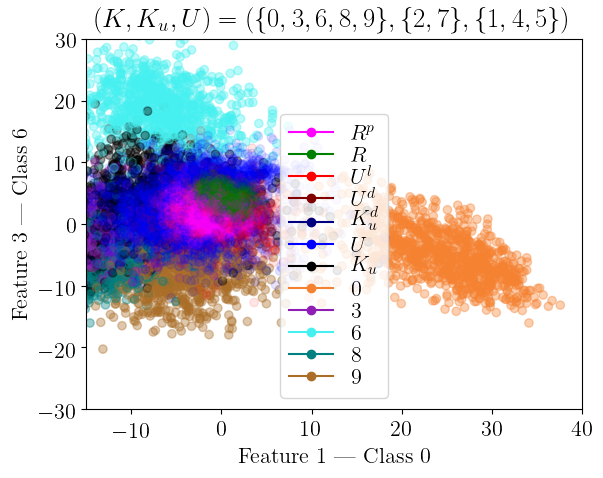 (K, K_u, U) = ({0, 3, 6, 8, 9}, {2, 7}, {1, 4, 5})
30
20
10
0
−10
−20
−30
Feature 3 — Class 6
R^p
R
U^l
U^d
K_u^d
U
K_u
0
3
6
8
9
−10
0
10
20
30
40
Feature 1 — Class 0